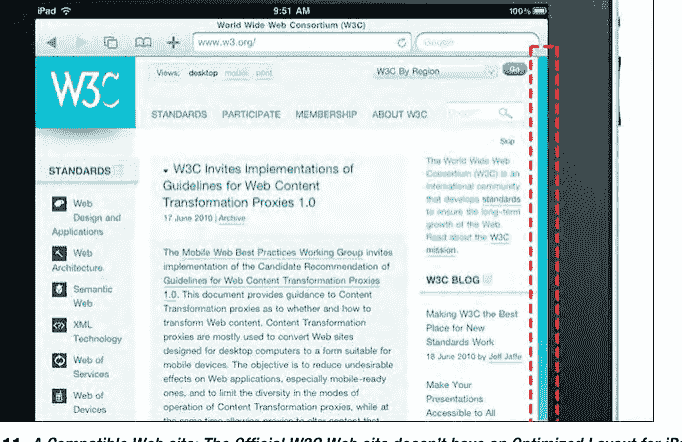 iPad
9:51 AM
100%
World Wide Web Consortium (W3C)
www.w3.org/
W3C
Views: desktop mobile print
W3C By Region
Go
STANDARDS PARTICIPATE MEMBERSHIP ABOUT W3C
Skip
STANDARDS
Web
Design and
Applications
Web
Architecture
Semantic
Web
XML
Technology
Web of
Services
Web of
Devices
W3C Invites Implementations of
Guidelines for Web Content
Transformation Proxies 1.0
17 June 2010 | Archive
The Mobile Web Best Practices Working Group invites
implementation of the Candidate Recommendation of
Guidelines for Web Content Transformation Proxies
1.0. This document provides guidance to Content
Transformation proxies as to whether and how to
transform Web content. Content Transformation
proxies are mostly used to convert Web sites
designed for desktop computers to a form suitable for
mobile devices. The objective is to reduce undesirable
effects on Web applications, especially mobile-ready
ones, and to limit the diversity in the modes of
operation of Content Transformation proxies, while at
the same time allowing proxies to alter content that
The World Wide Web
Consortium (W3C) is an
international community
that develops standards
to ensure the long-term
growth of the Web.
Read about the W3C
mission.
W3C BLOG
Making W3C the Best
Place for New
Standards Work
18 June 2010 by Jeff Jaffe
Make Your
Presentations
Accessible to All
11. A Compatible Web site: The Official W3C Web site doesn't have an Optimized Layout for iP